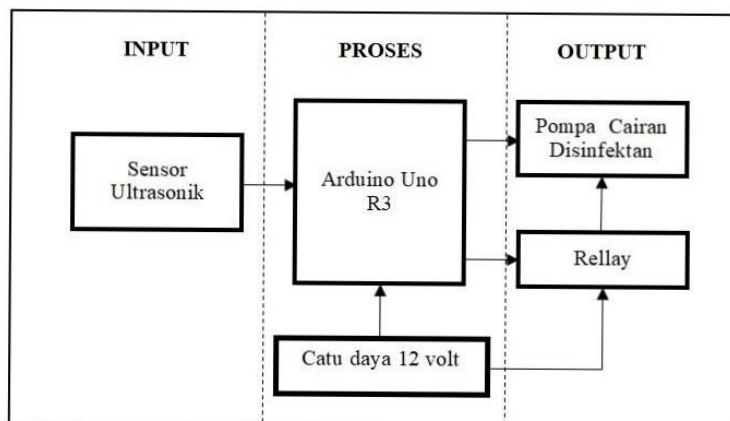 INPUT
PROSES
OUTPUT
Sensor
Ultrasonik
Arduino Uno
R3
Pompa Cairan
Disinfektan
Rellay
Catu daya 12 volt